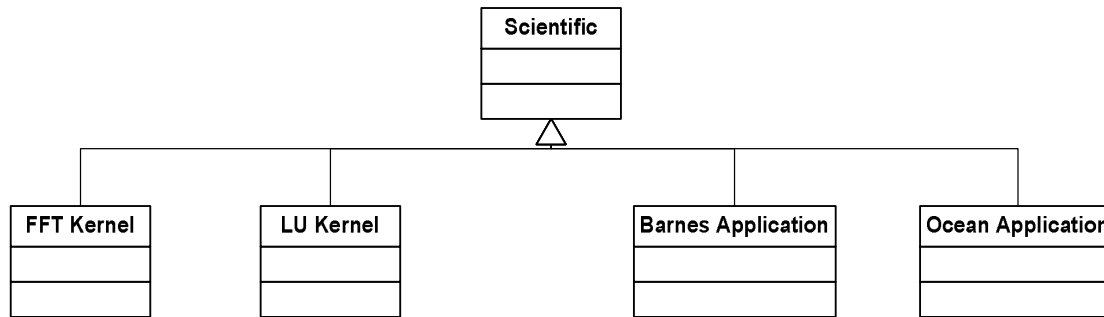 Scientific
FFT Kernel
LU Kernel
Barnes Application
Ocean Application